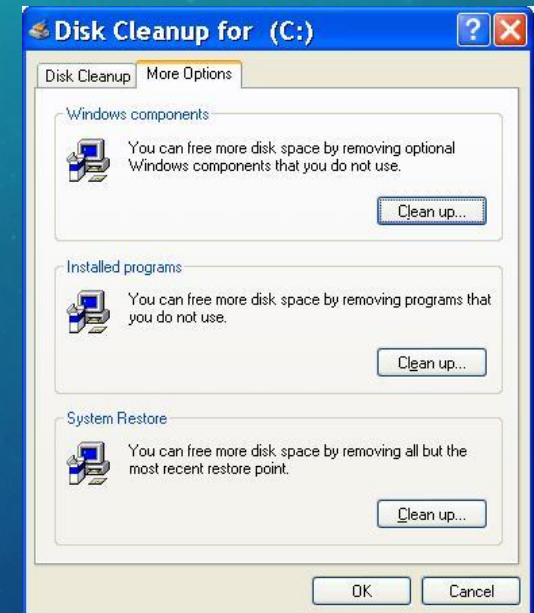 Disk Cleanup for (C:)
?
Disk Cleanup
More Options
Windows components
You can free more disk space by removing optional
Windows components that you do not use.
Clean up...
Installed programs
You can free more disk space by removing programs that
you do not use.
Clean up...
System Restore
You can free more disk space by removing all but the
most recent restore point.
Clean up...
OK
Cancel